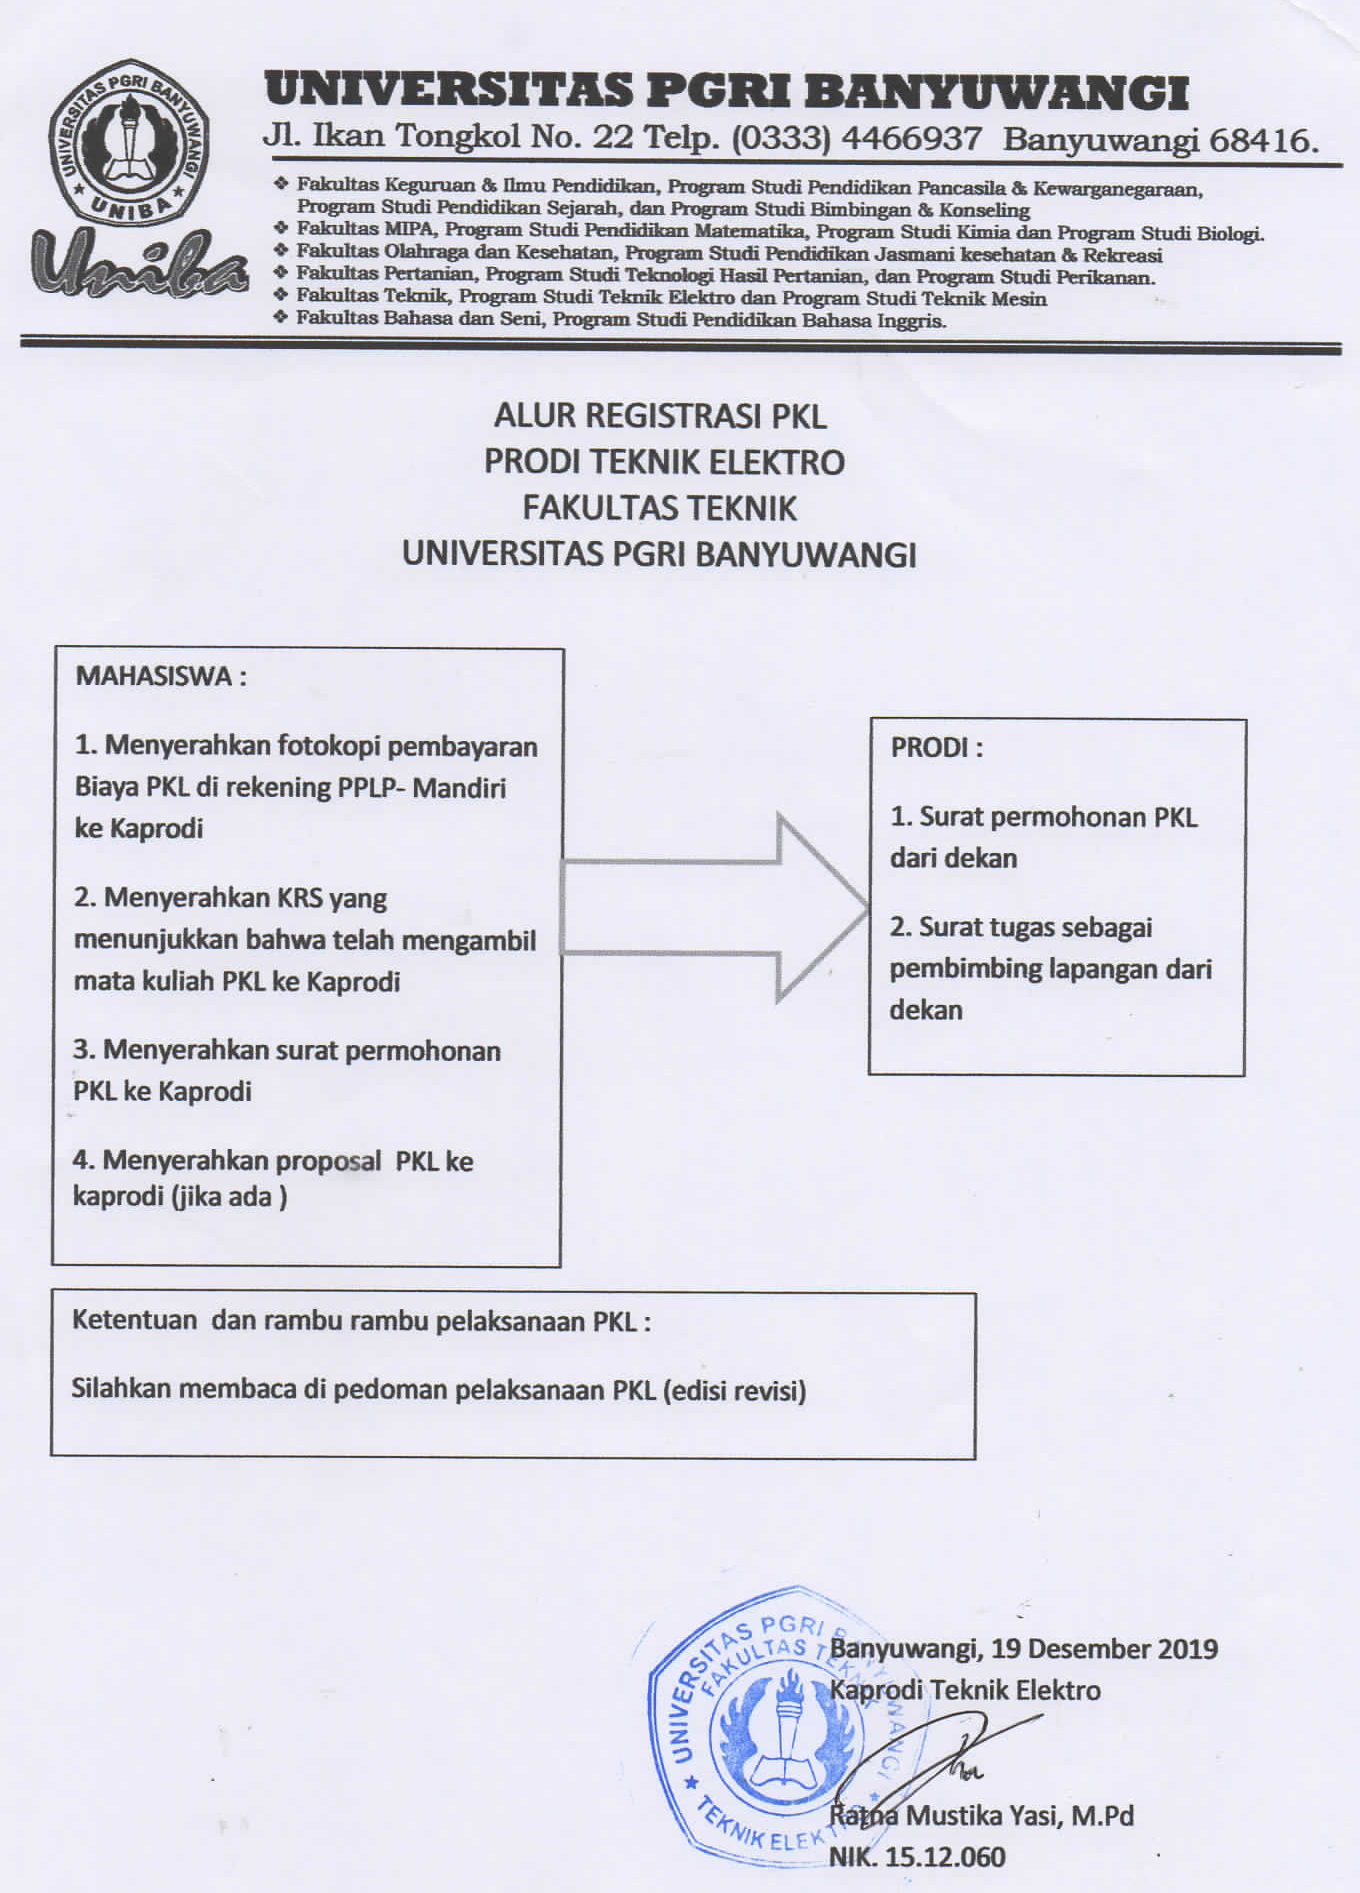 UNIVERSITAS PGRI BANYUWANGI
UNIBA
Uniba
UNIVERSITAS PGRI BANYUWANGI
Jl. Ikan Tongkol No. 22 Telp. (0333) 4466937 Banyuwangi 68416.
❖ Fakultas Keguruan & Ilmu Pendidikan, Program Studi Pendidikan Pancasila & Kewarganegaraan,
Program Studi Pendidikan Sejarah, dan Program Studi Bimbingan & Konseling
❖ Fakultas MIPA, Program Studi Pendidikan Matematika, Program Studi Kimia dan Program Studi Biologi.
❖ Fakultas Olahraga dan Kesehatan, Program Studi Pendidikan Jasmani kesehatan & Rekreasi
❖ Fakultas Pertanian, Program Studi Teknologi Hasil Pertanian, dan Program Studi Perikanan.
❖ Fakultas Teknik, Program Studi Teknik Elektro dan Program Studi Teknik Mesin
❖ Fakultas Bahasa dan Seni, Program Studi Pendidikan Bahasa Inggris.
ALUR REGISTRASI PKL
PRODI TEKNIK ELEKTRO
FAKULTAS TEKNIK
UNIVERSITAS PGRI BANYUWANGI
MAHASISWA :
1. Menyerahkan fotokopi pembayaran
Biaya PKL di rekening PPLP- Mandiri
ke Kaprodi
2. Menyerahkan KRS yang
menunjukkan bahwa telah mengambil
mata kuliah PKL ke Kaprodi
3. Menyerahkan surat permohonan
PKL ke Kaprodi
4. Menyerahkan proposal PKL ke
kaprodi (jika ada )
PRODI :
1. Surat permohonan PKL
dari dekan
2. Surat tugas sebagai
pembimbing lapangan dari
dekan
Ketentuan dan rambu rambu pelaksanaan PKL :
Silahkan membaca di pedoman pelaksanaan PKL (edisi revisi)
UNIVERSITAS PGRI BANYUWANGI
FAKULTAS TEKNIK
TEKNIK ELEKTRO
Banyuwangi, 19 Desember 2019
Kaprodi Teknik Elektro
Ratna Mustika Yasi, M.Pd
NIK. 15.12.060